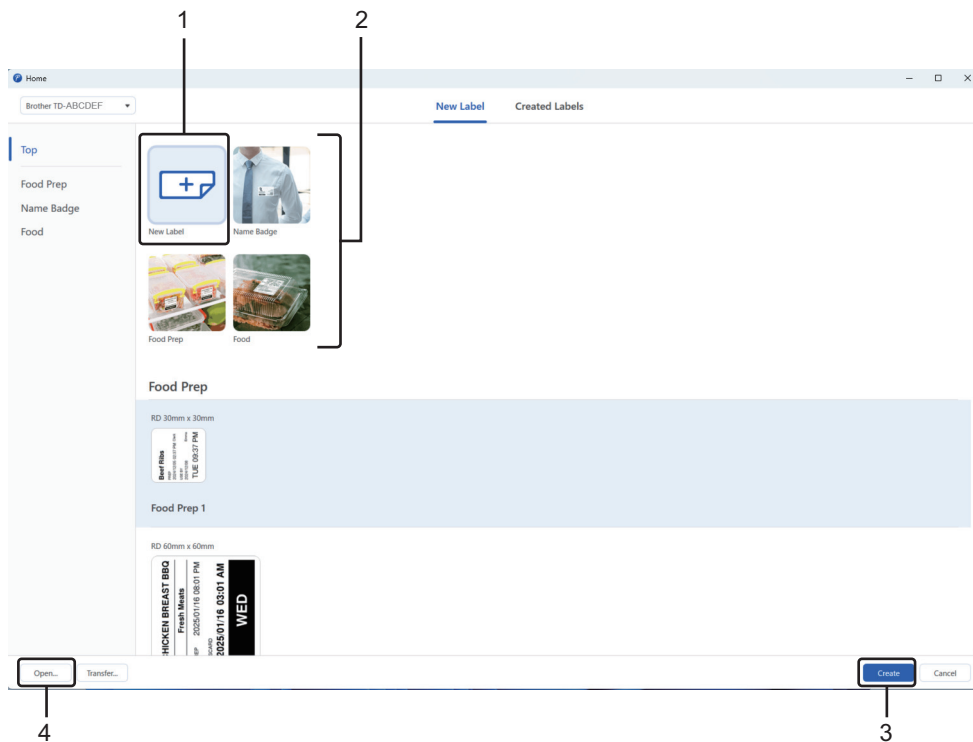 1
2
Home
Brother TD-ABCDEF
New Label
Created Labels
Top
Food Prep
Name Badge
Food
New Label
Name Badge
Food Prep
Food
Food Prep
RD 30mm x 30mm
Beef Ribs
TUE 09:37 PM
Food Prep 1
RD 60mm x 60mm
HICKEN BREAST BBQ
Fresh Meats
EP 2025/01/16 08:01 PM
SCARD
2025/01/16 03:01 AM
WED
Open...
Transfer...
Create
Cancel
4
3